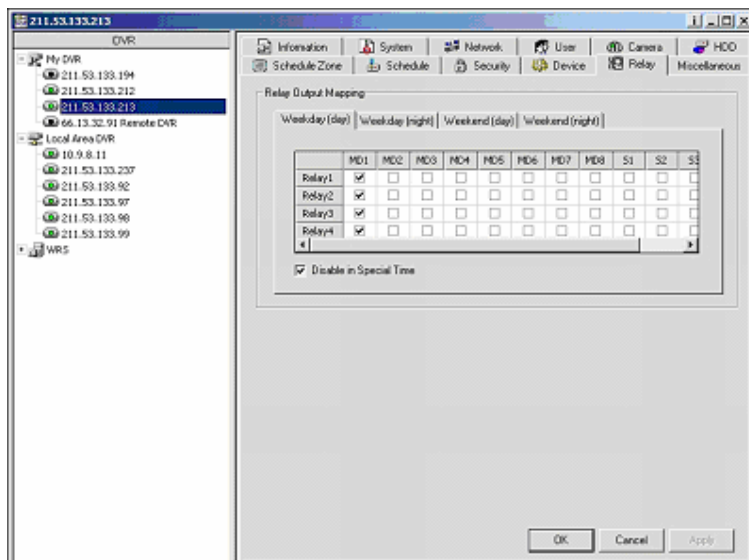 211.53.133.213
DVR
My DVR
211.53.133.194
211.53.133.212
211.53.133.213
66.13.32.91 Remote DVR
Local Area DVR
10.9.8.11
211.53.133.237
211.53.133.92
211.53.133.97
211.53.133.98
211.53.133.99
WRS
Information System Network User Camera HDD
Schedule Zone Schedule Security Device Relay Miscellaneous
Relay Output Mapping
Weekday (day) Weekday (night) Weekend (day) Weekend (night)
MD1 MD2 MD3 MD4 MD5 MD6 MD7 MD8 S1 S2 S3
Relay1
Relay2
Relay3
Relay4
Disable in Special Time
OK Cancel Apply